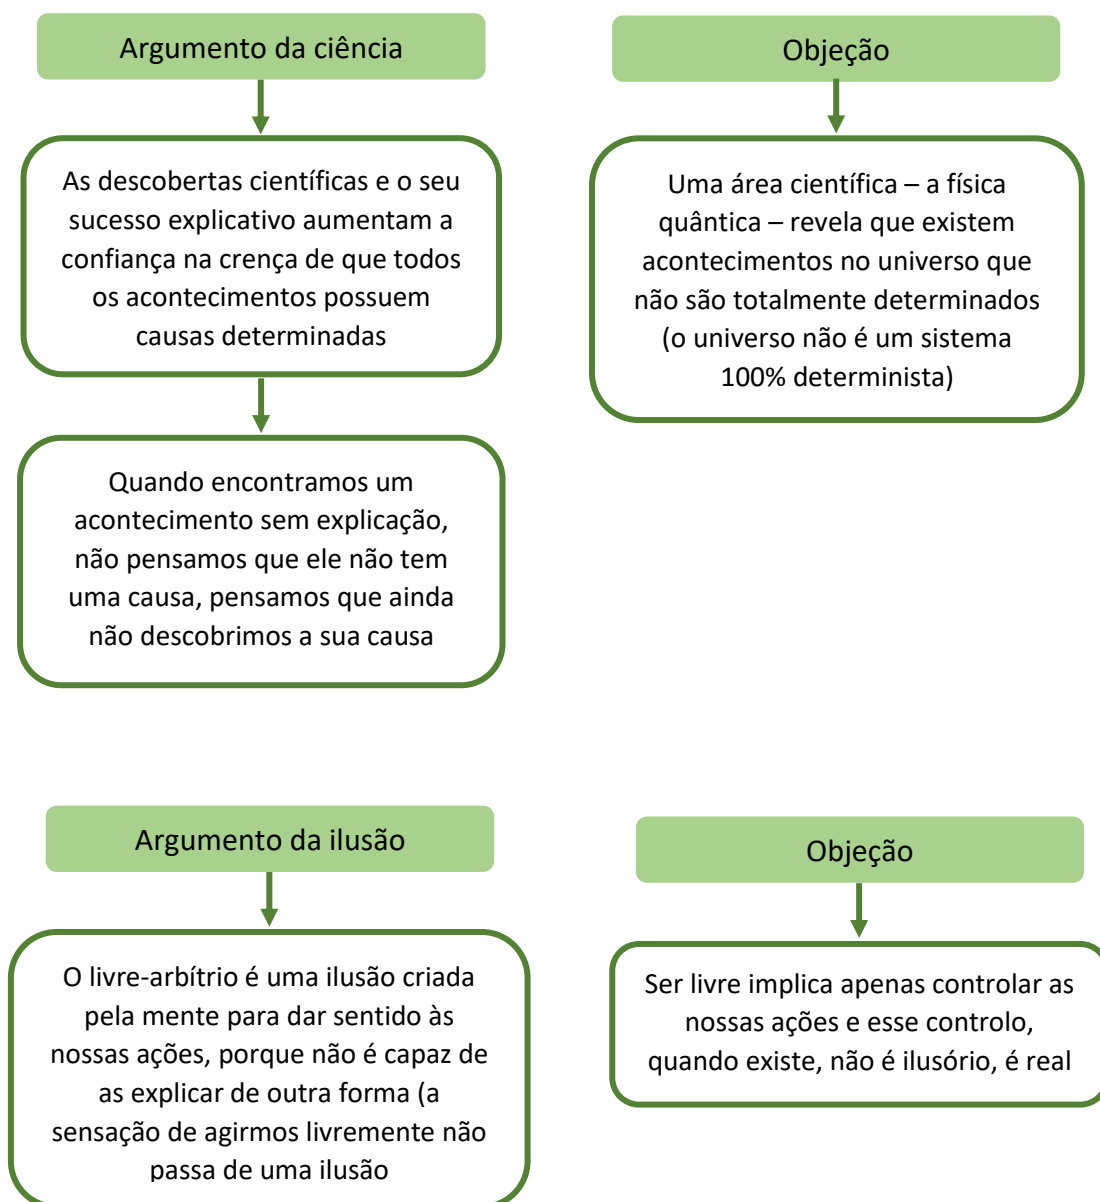 Argumento da ciência
As descobertas científicas e o seu
sucesso explicativo aumentam a
confiança na crença de que todos
os acontecimentos possuem
causas determinadas
Quando encontramos um
acontecimento sem explicação,
não pensamos que ele não tem
uma causa, pensamos que ainda
não descobrimos a sua causa
Objeção
Uma área científica – a física
quântica – revela que existem
acontecimentos no universo que
não são totalmente determinados
(o universo não é um sistema
100% determinista)
Argumento da ilusão
O livre-arbítrio é uma ilusão criada
pela mente para dar sentido às
nossas ações, porque não é capaz de
as explicar de outra forma (a
sensação de agirmos livremente não
passa de uma ilusão
Objeção
Ser livre implica apenas controlar as
nossas ações e esse controlo,
quando existe, não é ilusório, é real